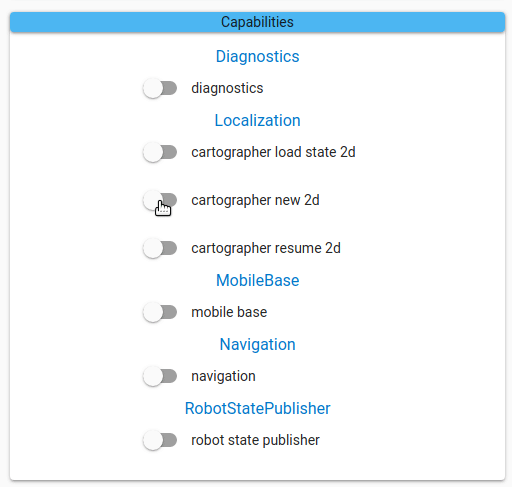 Capabilities
Diagnostics
diagnostics
Localization
cartographer load state 2d
cartographer new 2d
cartographer resume 2d
MobileBase
mobile base
Navigation
navigation
RobotStatePublisher
robot state publisher